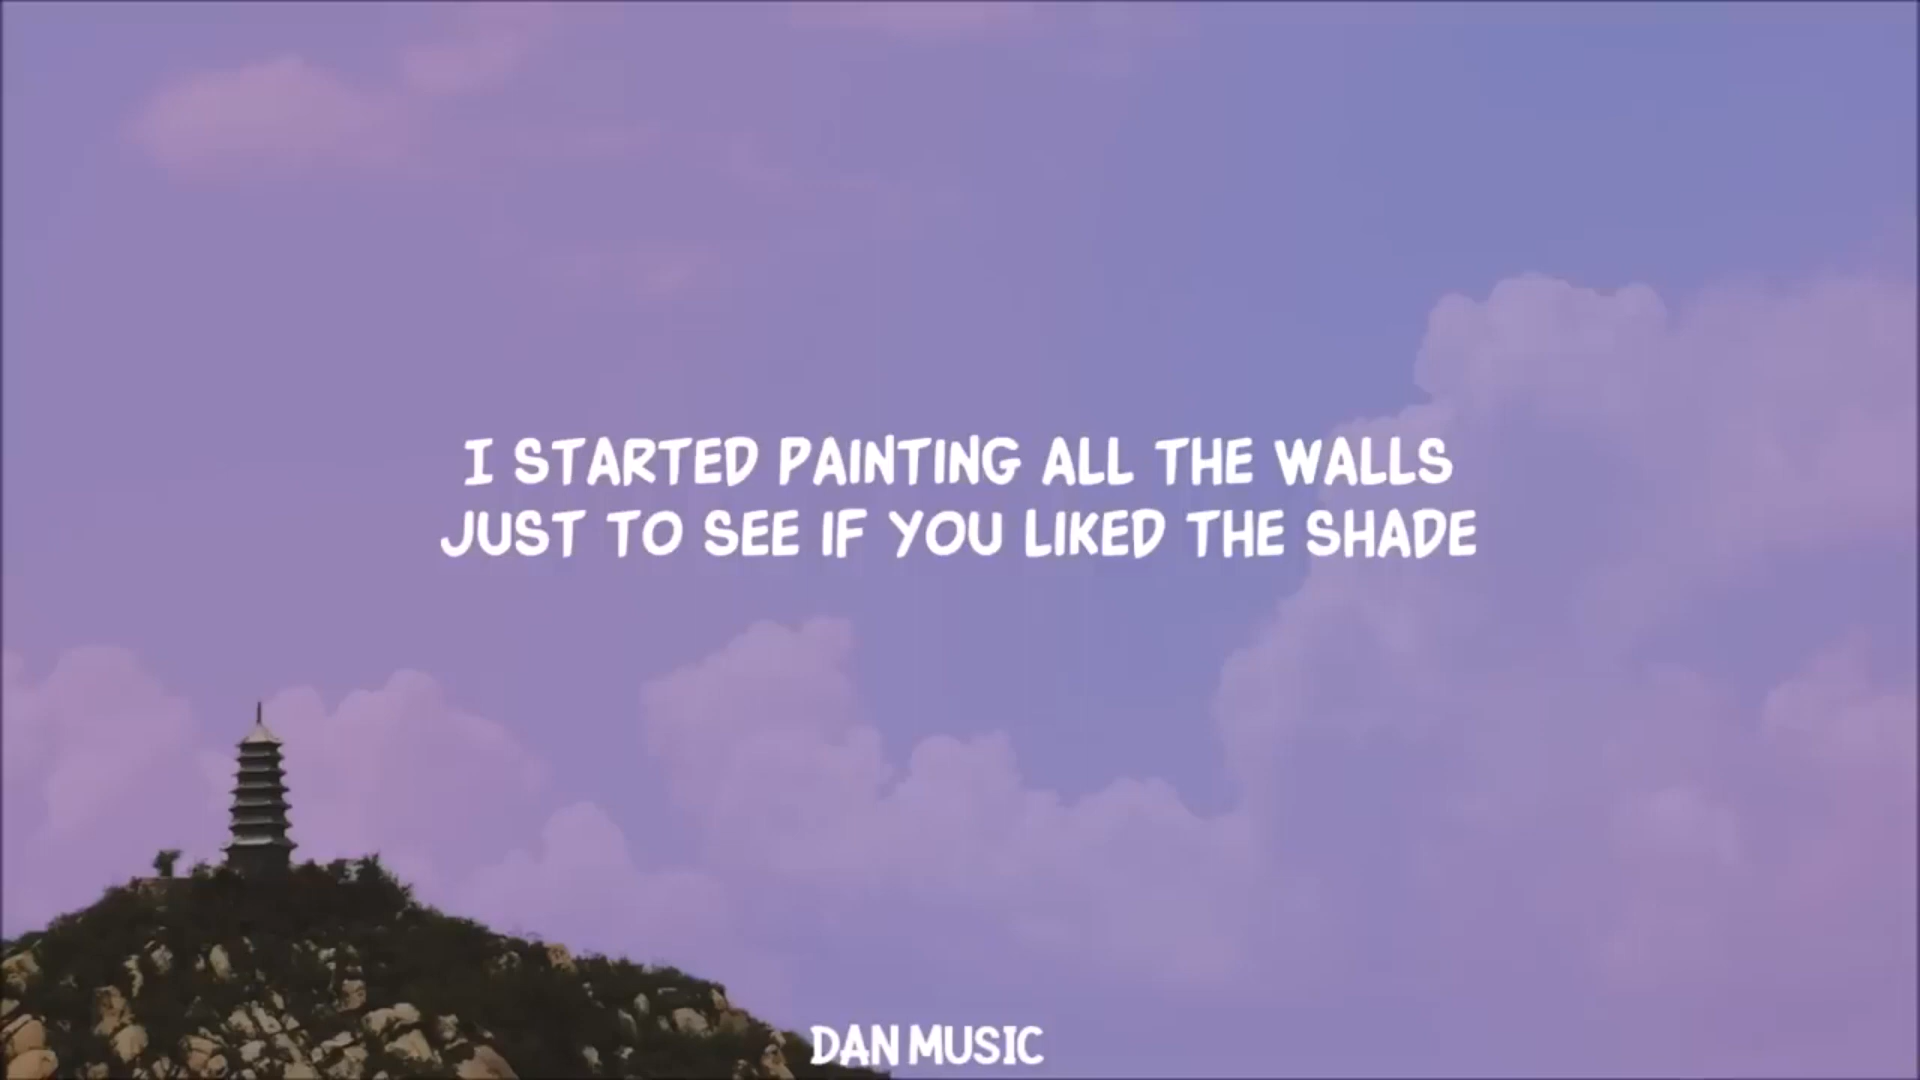 I STARTED PAINTING ALL THE WALLS
JUST TO SEE IF YOU LIKED THE SHADE
DAN MUSIC